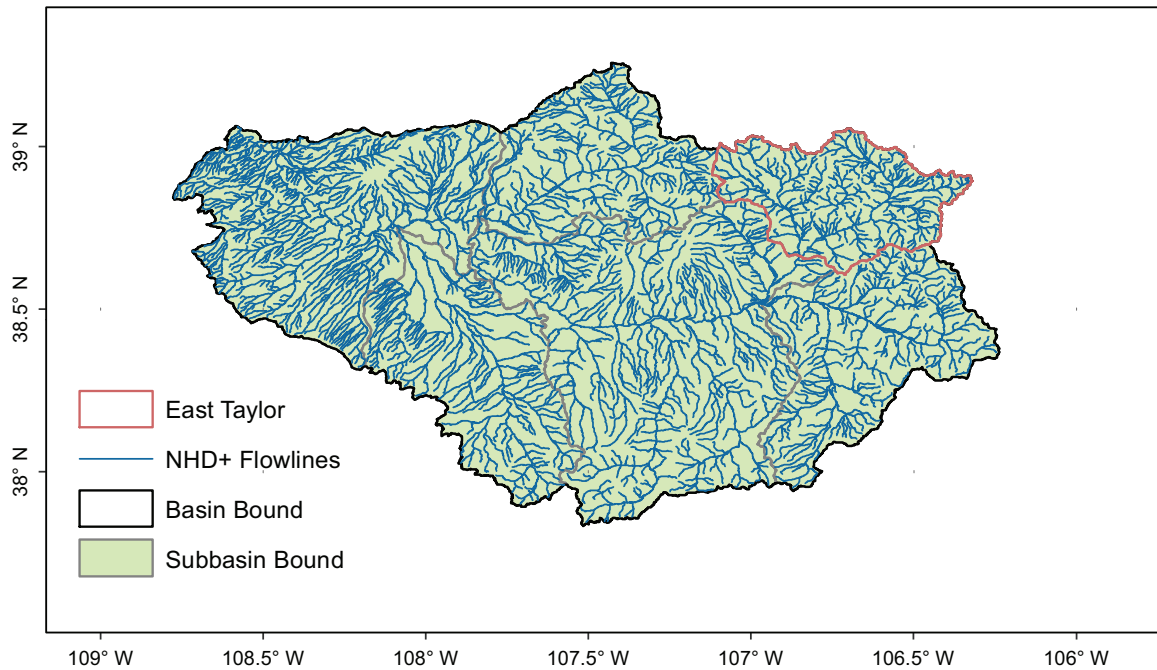 39° N
38.5° N
38° N
East Taylor
NHD+ Flowlines
Basin Bound
Subbasin Bound
109° W
108.5° W
108° W
107.5° W
107° W
106.5° W
106° W